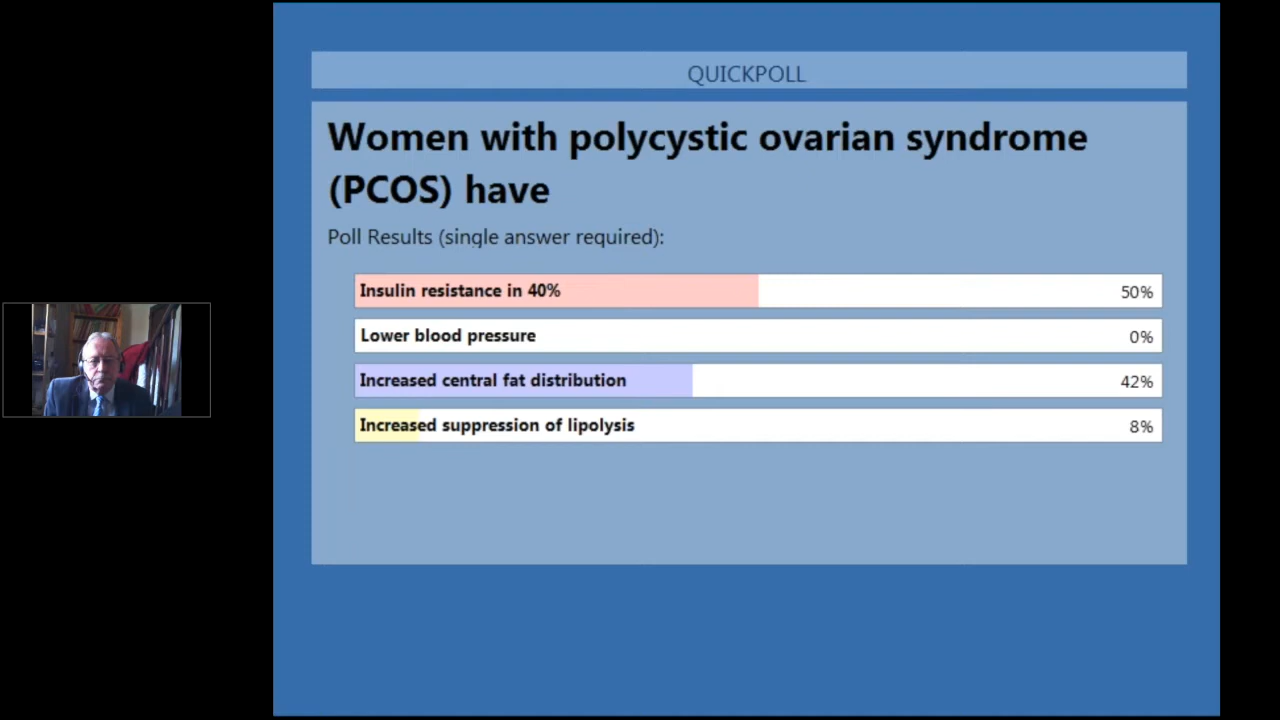 QUICKPOLL
Women with polycystic ovarian syndrome
(PCOS) have
Poll Results (single answer required):
Insulin resistance in 40% 50%
Lower blood pressure 0%
Increased central fat distribution 42%
Increased suppression of lipolysis 8%